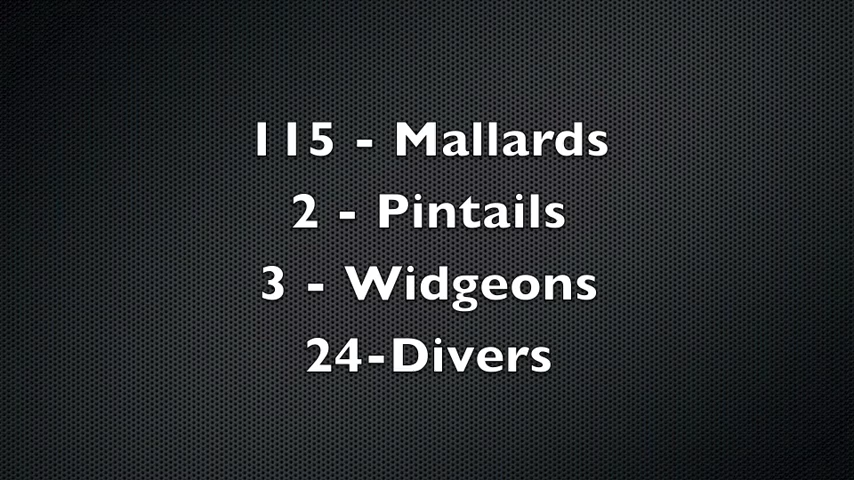 115 - Mallards
2 - Pintails
3 - Widgeons
24-Divers